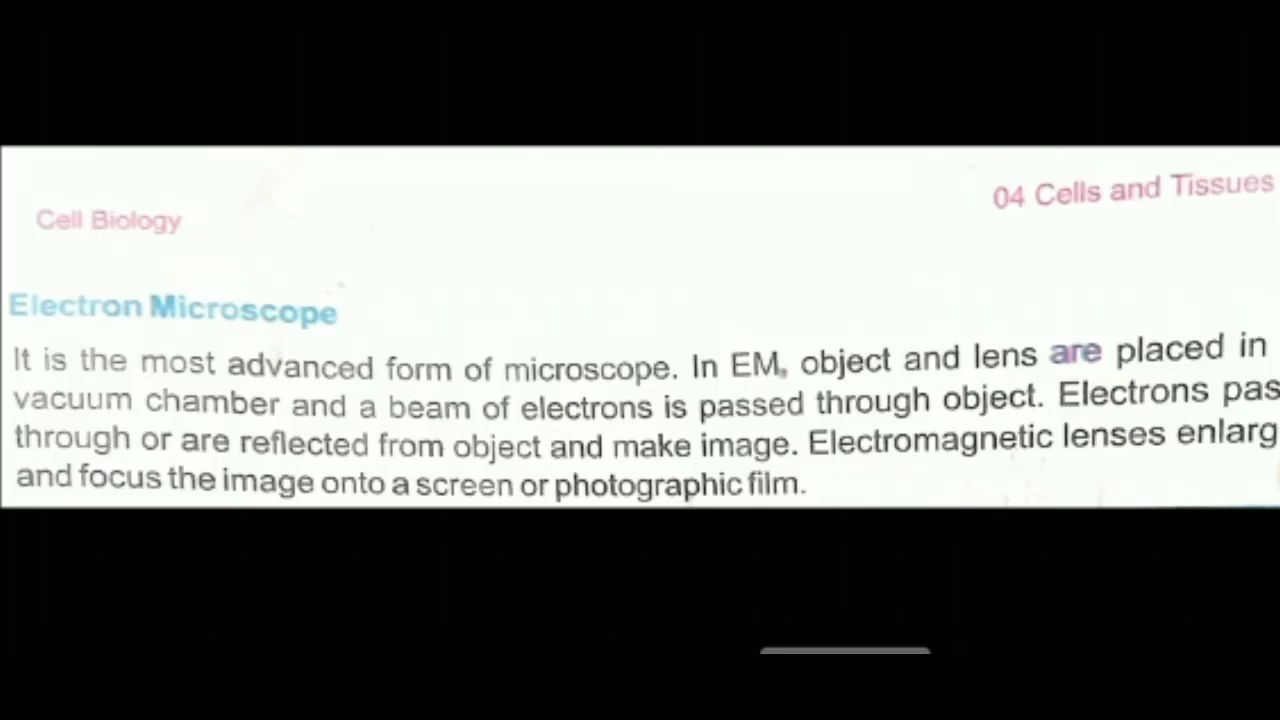 04 Cells and Tissues
Cell Biology
Electron Microscope
It is the most advanced form of microscope. In EM, object and lens are placed in
vacuum chamber and a beam of electrons is passed through object. Electrons pas
through or are reflected from object and make image. Electromagnetic lenses enlarg
and focus the image onto a screen or photographic film.